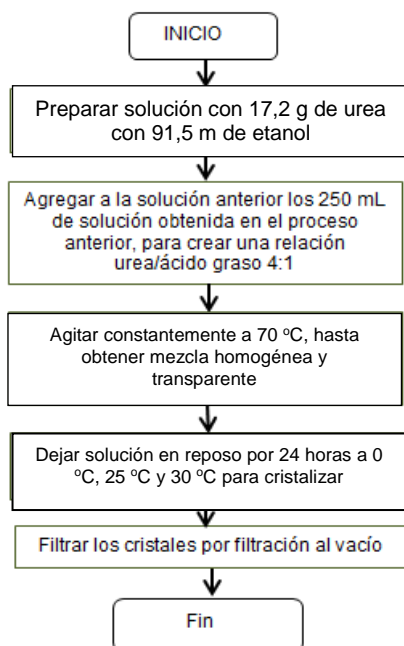 INICIO
Preparar solución con 17,2 g de urea
con 91,5 m de etanol
Agregar a la solución anterior los 250 mL
de solución obtenida en el proceso
anterior, para crear una relación
urea/ácido graso 4:1
Agitar constantemente a 70 ºC, hasta
obtener mezcla homogénea y
transparente
Dejar solución en reposo por 24 horas a 0
ºC, 25 ºC y 30 ºC para cristalizar
Filtrar los cristales por filtración al vacío
Fin